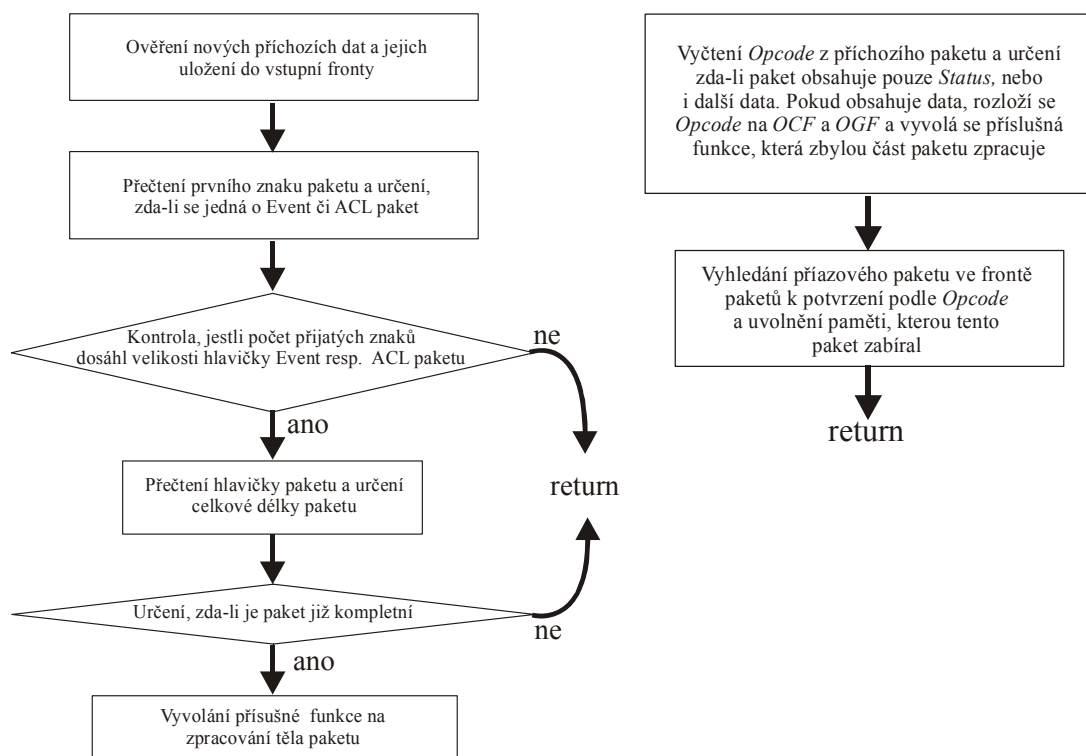 Ověření nových příchozích dat a jejich
uložení do vstupní fronty
Přečtení prvního znaku paketu a určení,
zda-li se jedná o Event či ACL paket
Kontrola, jestli počet přijatých znaků
dosáhl velikosti hlavičky Event resp. ACL paketu
ne
ano
Přečtení hlavičky paketu a určení
celkové délky paketu
return
Určení, zda-li je paket již kompletní
ne
ano
Vyvolání přísušné funkce na
zpracování těla paketu
Vyčtení Opcode z příchozího paketu a určení
zda-li paket obsahuje pouze Status, nebo
i další data. Pokud obsahuje data, rozloží se
Opcode na OCF a OGF a vyvolá se příslušná
funkce, která zbylou část paketu zpracuje
Vyhledání příazového paketu ve frontě
paketů k potvrzení podle Opcode
a uvolnění paměti, kterou tento
paket zabíral
return